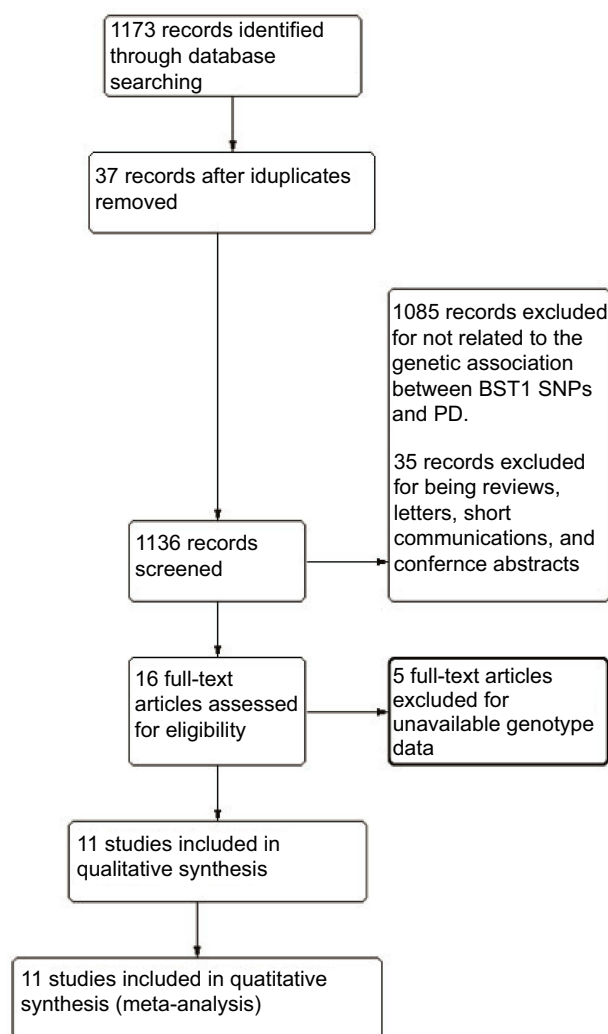 1173 records identified
through database
searching
37 records after iduplicates
removed
1085 records excluded
for not related to the
genetic association
between BST1 SNPs
and PD.
35 records excluded
for being reviews,
letters, short
communications, and
confernce abstracts
1136 records
screened
16 full-text
articles assessed
for eligibility
5 full-text articles
excluded for
unavailable genotype
data
11 studies included in
qualitative synthesis
11 studies included in quatitative
synthesis (meta-analysis)